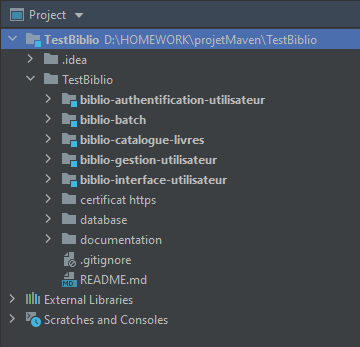 Project
TestBiblio D:\HOMEWORK\projetMaven\TestBiblio
.idea
TestBiblio
biblio-authentification-utilisateur
biblio-batch
biblio-catalogue-livres
biblio-gestion-utilisateur
biblio-interface-utilisateur
certificat https
database
documentation
.gitignore
MD README.md
External Libraries
Scratches and Consoles